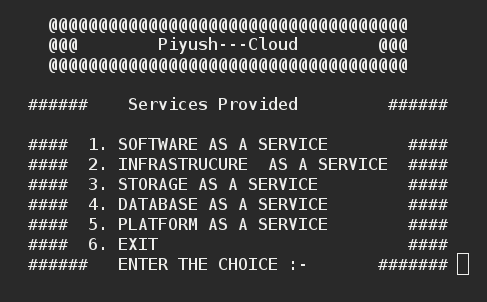 @@@@@@@@@@@@@@@@@@@@@@@@@@@@@@@@@@@@
@@@        Piyush---Cloud        @@@
@@@@@@@@@@@@@@@@@@@@@@@@@@@@@@@@@@@@
######    Services Provided         ######
####  1. SOFTWARE AS A SERVICE        ####
####  2. INFRASTRUCURE  AS A SERVICE  ####
####  3. STORAGE AS A SERVICE         ####
####  4. DATABASE AS A SERVICE        ####
####  5. PLATFORM AS A SERVICE        ####
####  6. EXIT                         ####
######   ENTER THE CHOICE :-       #######